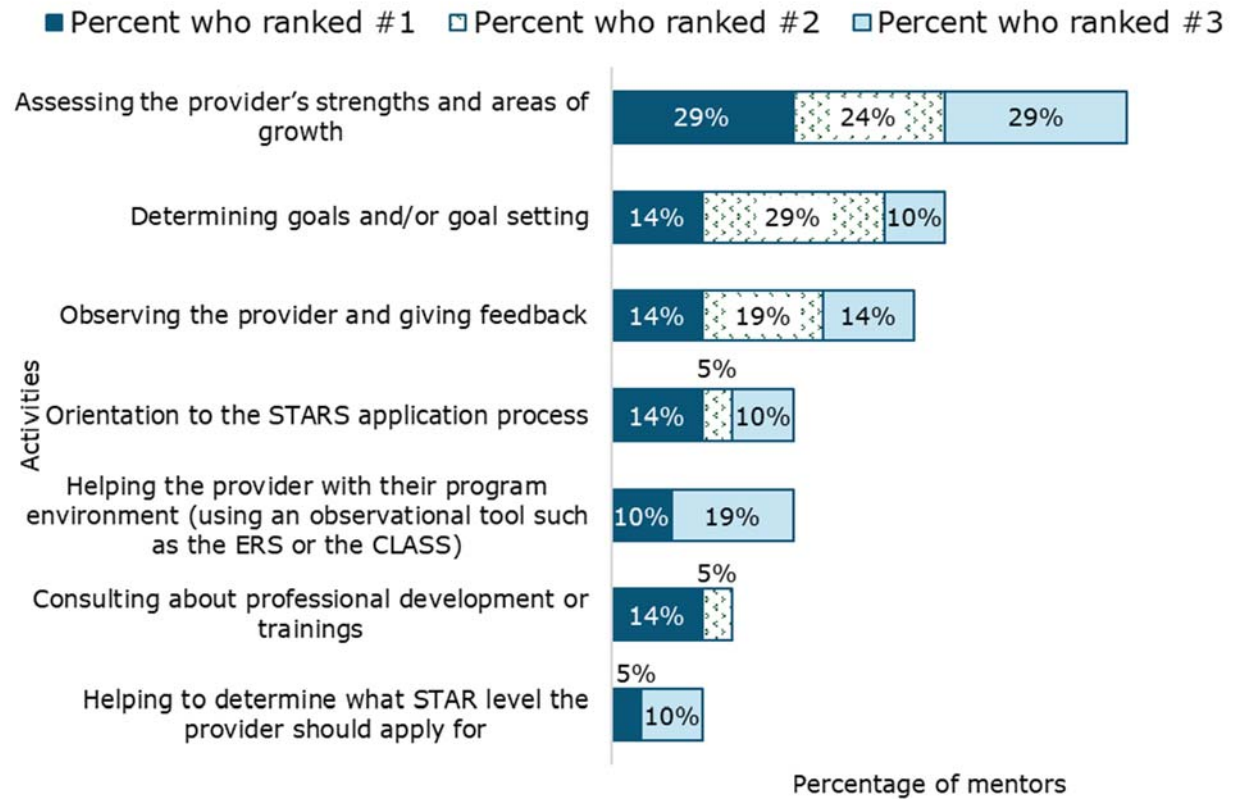 Percent who ranked #1 Percent who ranked #2 Percent who ranked #3
Assessing the provider's strengths and areas of
growth
29% 24% 29%
Determining goals and/or goal setting
14% 29% 10%
Observing the provider and giving feedback
14% 19% 14%
Activities
Orientation to the STARS application process
5%
14% 10%
Helping the provider with their program
environment (using an observational tool such
as the ERS or the CLASS)
10% 19%
Consulting about professional development or
trainings
5%
14%
Helping to determine what STAR level the
provider should apply for
5%
10%
Percentage of mentors